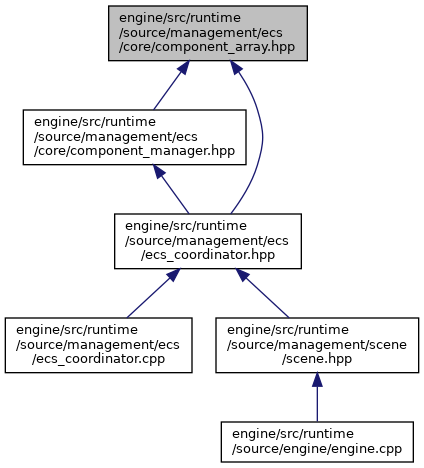 engine/src/runtime
/source/management/ecs
/core/component_array.hpp
engine/src/runtime
/source/management/ecs
/core/component_manager.hpp
engine/src/runtime
/source/management/ecs
/ecs_coordinator.hpp
engine/src/runtime
/source/management/ecs
/ecs_coordinator.cpp
engine/src/runtime
/source/management/scene
/scene.hpp
engine/src/runtime
/source/engine/engine.cpp